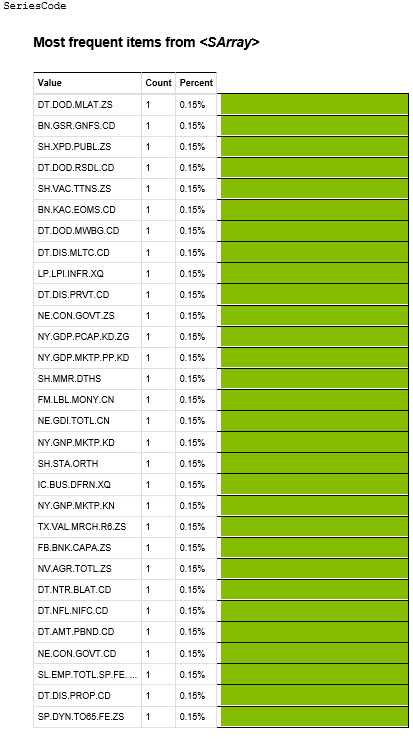 SeriesCode
Most frequent items from <SArray>
Value Count Percent
DT.DOD.MLAT.ZS 1 0.15%
BN.GSR.GNFS.CD 1 0.15%
SH.XPD.PUBL.ZS 1 0.15%
DT.DOD.RSDL.CD 1 0.15%
SH.VAC.TTNS.ZS 1 0.15%
BN.KAC.EOMS.CD 1 0.15%
DT.DOD.MWBG.CD 1 0.15%
DT.DIS.MLTC.CD 1 0.15%
LP.LPI.INFR.XQ 1 0.15%
DT.DIS.PRVT.CD 1 0.15%
NE.CON.GOVT.ZS 1 0.15%
NY.GDP.PCAP.KD.ZG 1 0.15%
NY.GDP.MKTP.PP.KD 1 0.15%
SH.MMR.DTHS 1 0.15%
FM.LBL.MONY.CN 1 0.15%
NE.GDI.TOTL.CN 1 0.15%
NY.GNP.MKTP.KD 1 0.15%
SH.STA.ORTH 1 0.15%
IC.BUS.DFRN.XQ 1 0.15%
NY.GNP.MKTP.KN 1 0.15%
TX.VAL.MRCH.R6.ZS 1 0.15%
FB.BNK.CAPA.ZS 1 0.15%
NV.AGR.TOTL.ZS 1 0.15%
DT.NTR.BLAT.CD 1 0.15%
DT.NFL.NIFC.CD 1 0.15%
DT.AMT.PBND.CD 1 0.15%
NE.CON.GOVT.CD 1 0.15%
SL.EMP.TOTL.SP.FE. ... 1 0.15%
DT.DIS.PROP.CD 1 0.15%
SP.DYN.TO65.FE.ZS 1 0.15%